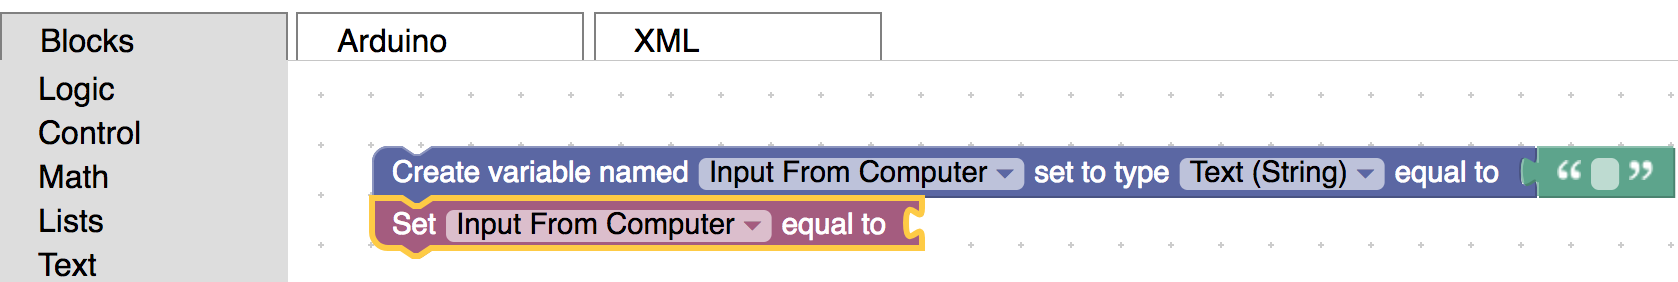 Blocks Arduino XML
Logic
Control
Math
Lists
Text
Create variable named Input From Computer set to type Text (String) equal to “ ”
Set Input From Computer equal to